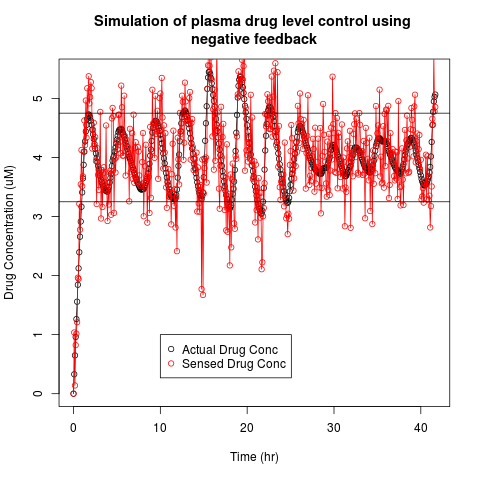 Simulation of plasma drug level control using
negative feedback
5
4
3
2
1
0
Drug Concentration (uM)
Actual Drug Conc
Sensed Drug Conc
0 10 20 30 40
Time (hr)